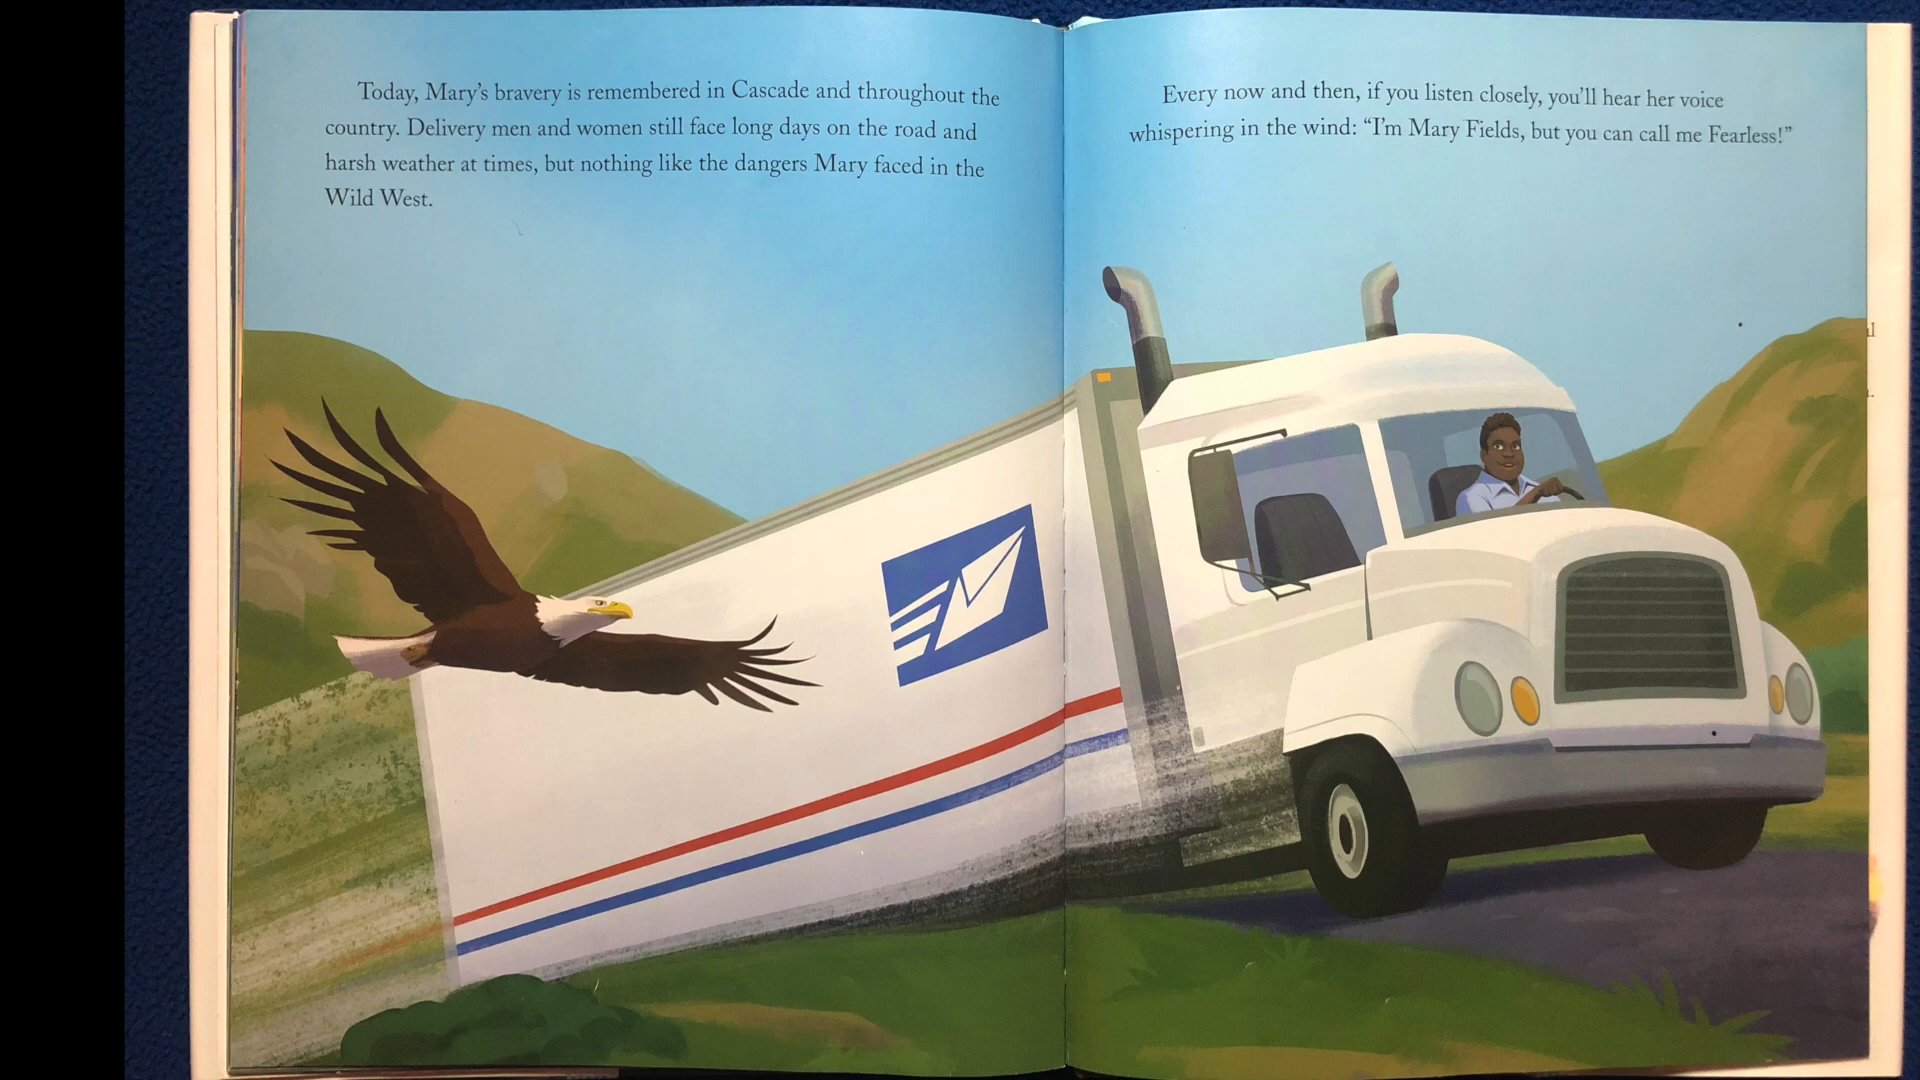 Today, Mary's bravery is remembered in Cascade and throughout the
country. Delivery men and women still face long days on the road and
harsh weather at times, but nothing like the dangers Mary faced in the
Wild West.
Every now and then, if you listen closely, you'll hear her voice
whispering in the wind: “I'm Mary Fields, but you can call me Fearless!”